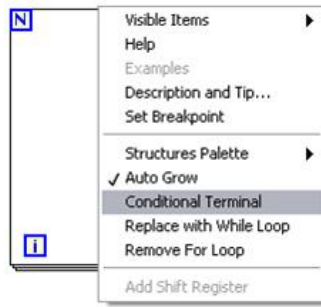 N
Visible Items
Help
Examples
Description and Tip...
Set Breakpoint
Structures Palette
Auto Grow
Conditional Terminal
Replace with While Loop
Remove For Loop
i
Add Shift Register